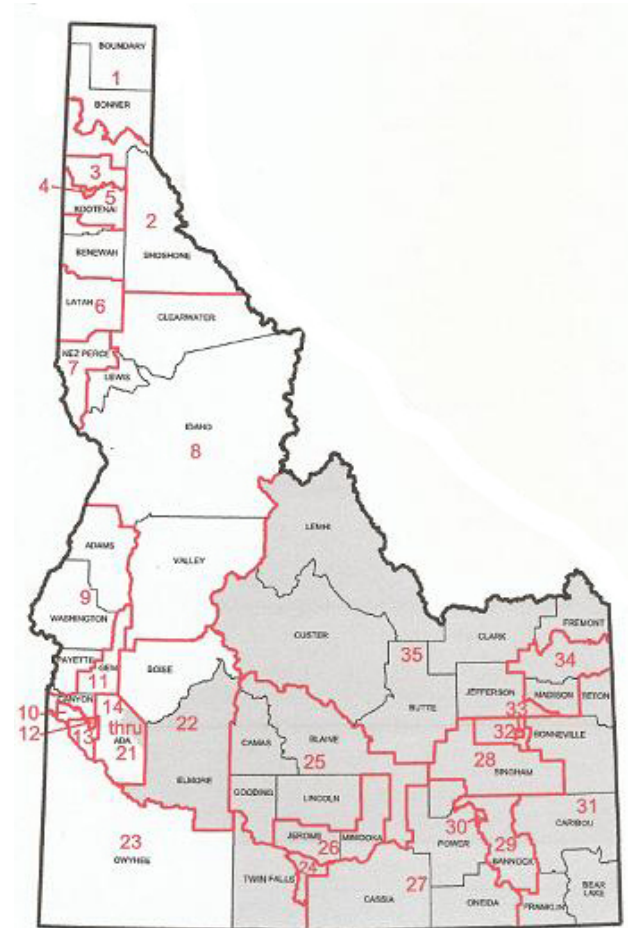 BOUNDARY
1
BONNER
3
4
5
KOOTENAI
2
BENEWAH
SHOSHONE
LATAH 6
CLEARWATER
NEZ PERCE
7
LEWIS
IDAHO
8
LEMHI
ADAMS
VALLEY
9
WASHINGTON
CUSTER
CLARK
FREMONT
35
34
PAYETTE
GEM
BOISE
11
JEFFERSON
MADISON
TETON
BUTTE
CANYON
14
22
33
10
thru
32
BONNEVILLE
12
13
ADA
21
CAMAS
BLAINE
28
25
BINGHAM
ELMORE
GOODING
LINCOLN
31
CARIBOU
23
JEROME
26
MINIDOKA
30
POWER
29
OWYHEE
BANNOCK
24
TWIN FALLS
27
CASSIA
ONEIDA
FRANKLIN
BEAR
LAKE